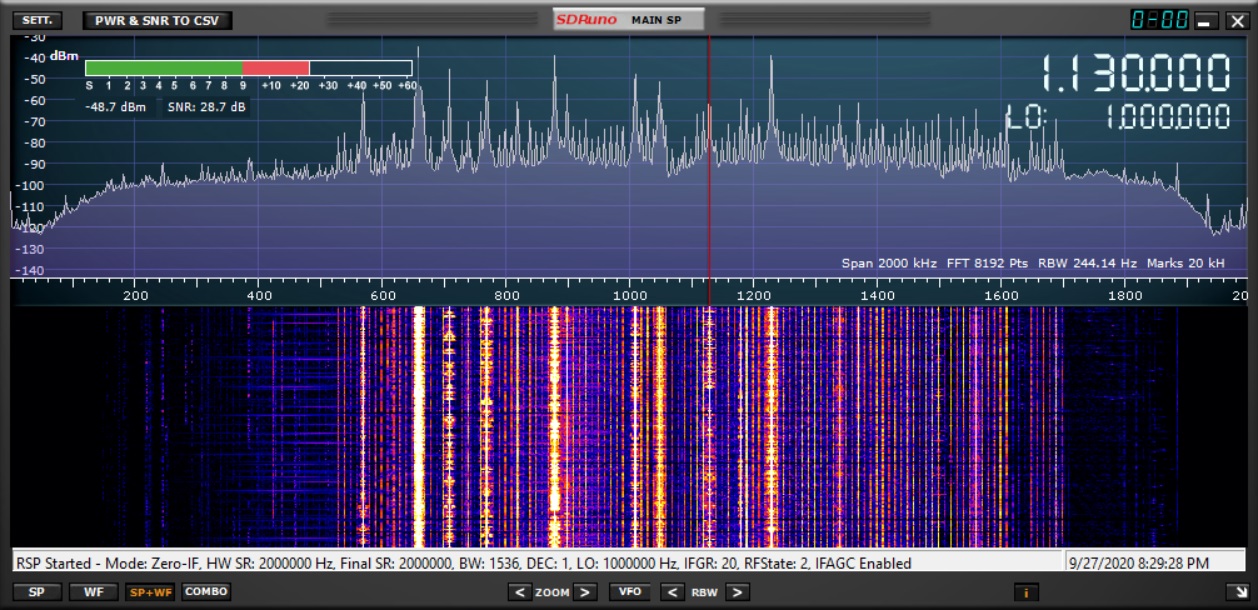 SETT. PWR & SNR TO CSV SDRuno MAIN SP 0-00
-30
-40 dBm
-50
S 1 2 3 4 5 6 7 8 9 +10 +20 +30 +40 +50 +60
-60 -48.7 dBm SNR: 28.7 dB
1.130.000
LO: 1.000.000
-70
-80
-90
-100
-110
-120
-130
-140
Span 2000 kHz FFT 8192 Pts RBW 244.14 Hz Marks 20 kH
200 400 600 800 1000 1200 1400 1600 1800 20
RSP Started - Mode: Zero-IF, HW SR: 2000000 Hz, Final SR: 2000000, BW: 1536, DEC: 1, LO: 1000000 Hz, IFGR: 20, RFState: 2, IFAGC Enabled 9/27/2020 8:29:28 PM
SP WF SP+WF COMBO < ZOOM > VFO < RBW > i